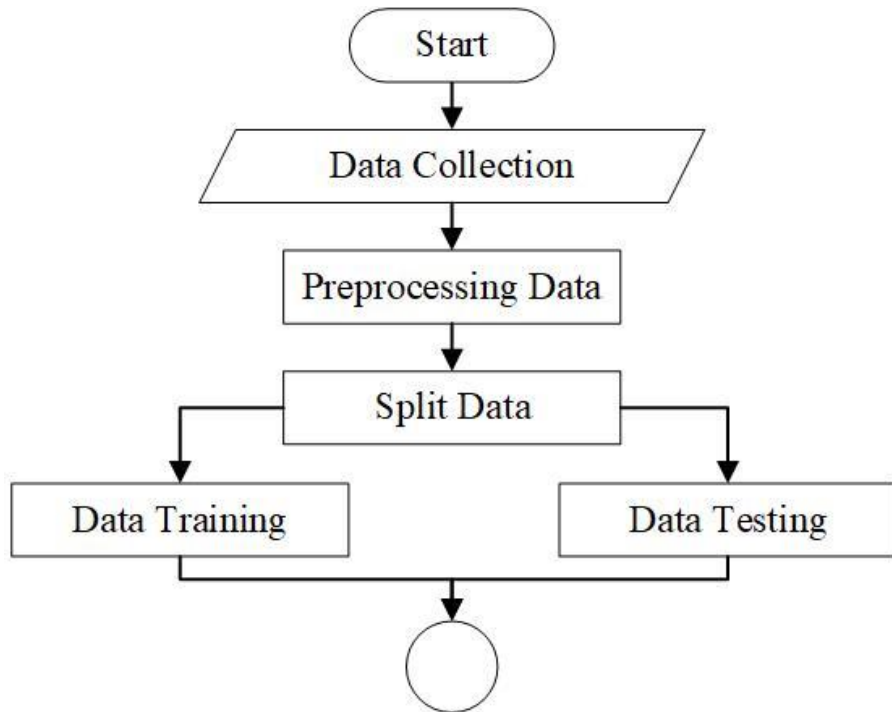 Start
Data Collection
Preprocessing Data
Split Data
Data Training
Data Testing